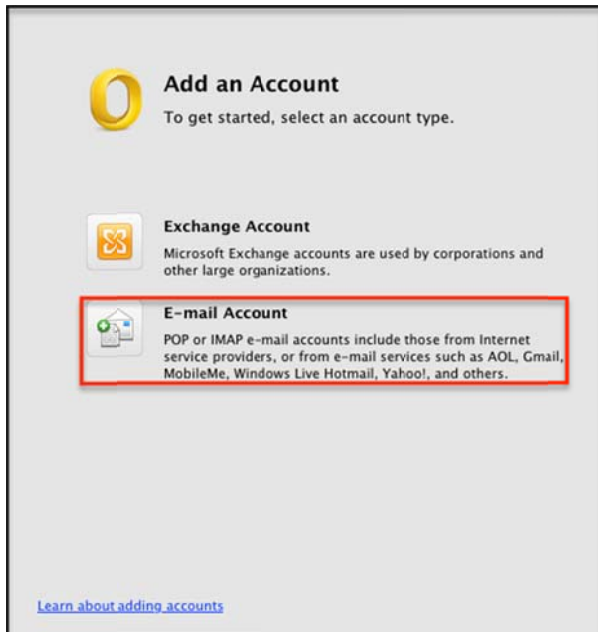 Add an Account
To get started, select an account type.
Exchange Account
Microsoft Exchange accounts are used by corporations and
other large organizations.
E-mail Account
POP or IMAP e-mail accounts include those from Internet
service providers, or from e-mail services such as AOL, Gmail,
MobileMe, Windows Live Hotmail, Yahoo!, and others.
Learn about adding accounts